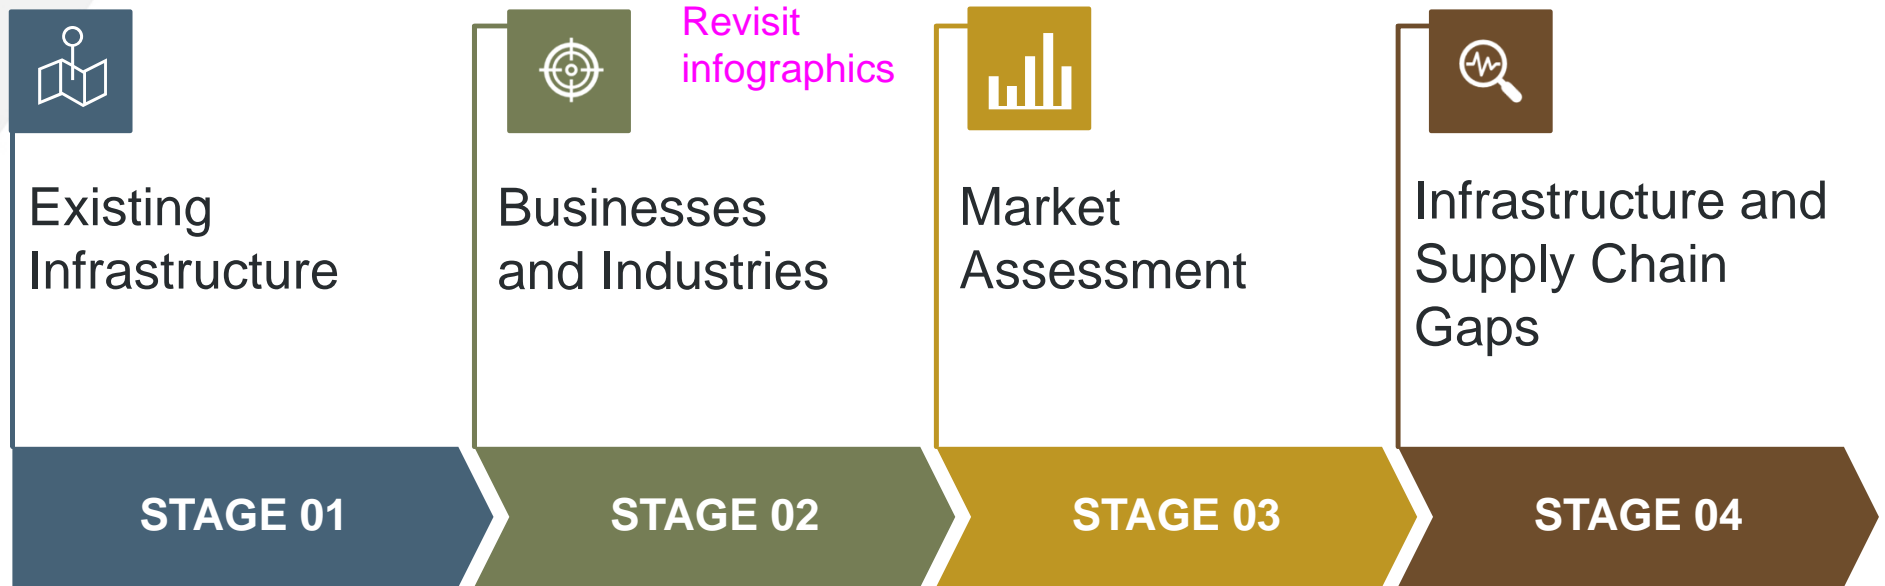 Revisit
infographics
Existing
Infrastructure
Businesses
and Industries
Market
Assessment
Infrastructure and
Supply Chain
Gaps
STAGE 01
STAGE 02
STAGE 03
STAGE 04